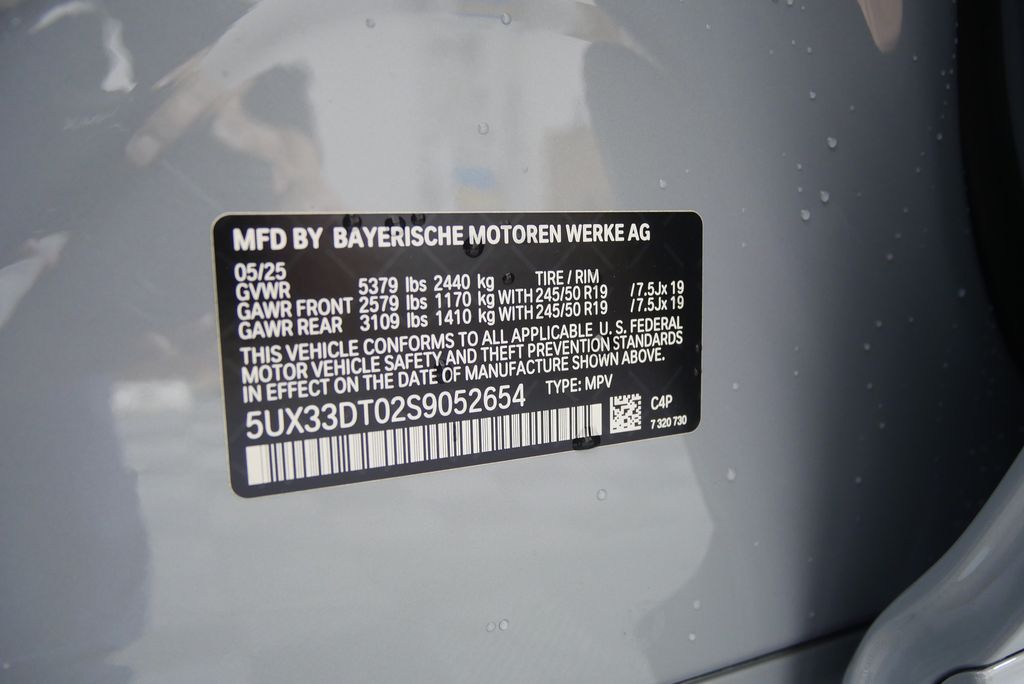 MFD BY BAYERISCHE MOTOREN WERKE AG
05/25
GVWR 5379 lbs 2440 kg TIRE / RIM
GAWR FRONT 2579 lbs 1170 kg WITH 245/50 R19 /7.5Jx 19
GAWR REAR 3109 lbs 1410 kg WITH 245/50 R19 /7.5Jx 19
THIS VEHICLE CONFORMS TO ALL APPLICABLE U. S. FEDERAL
MOTOR VEHICLE SAFETY AND THEFT PREVENTION STANDARDS
IN EFFECT ON THE DATE OF MANUFACTURE SHOWN ABOVE.
5UX33DT02S9052654 TYPE: MPV
C4P
7 320 730